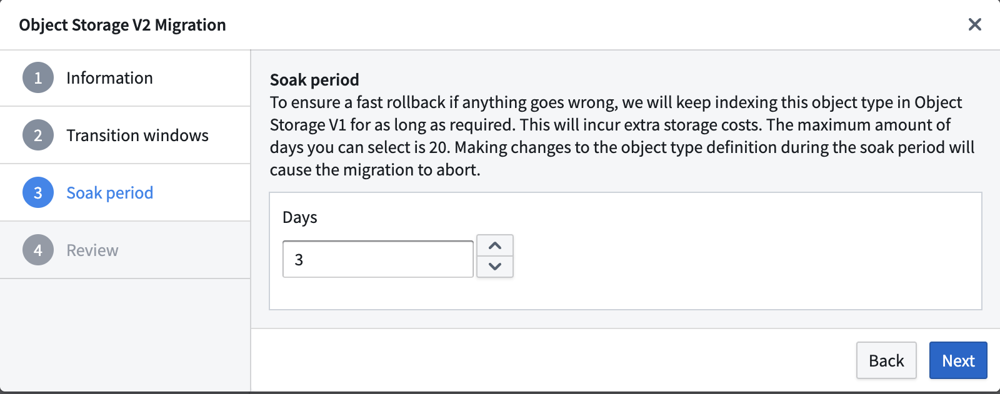 Object Storage V2 Migration
1 Information
2 Transition windows
3 Soak period
4 Review
Soak period
To ensure a fast rollback if anything goes wrong, we will keep indexing this object type in Object
Storage V1 for as long as required. This will incur extra storage costs. The maximum amount of
days you can select is 20. Making changes to the object type definition during the soak period will
cause the migration to abort.
Days
3
Back Next